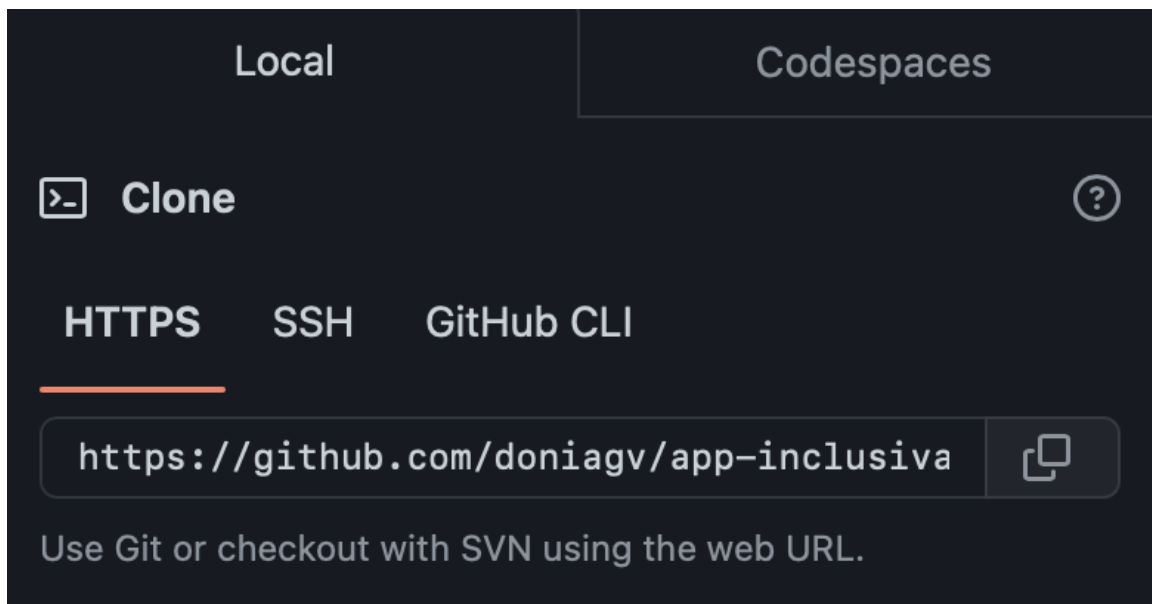 Local Codespaces
Clone
HTTPS SSH GitHub CLI
https://github.com/doniagv/app-inclusiva
Use Git or checkout with SVN using the web URL.